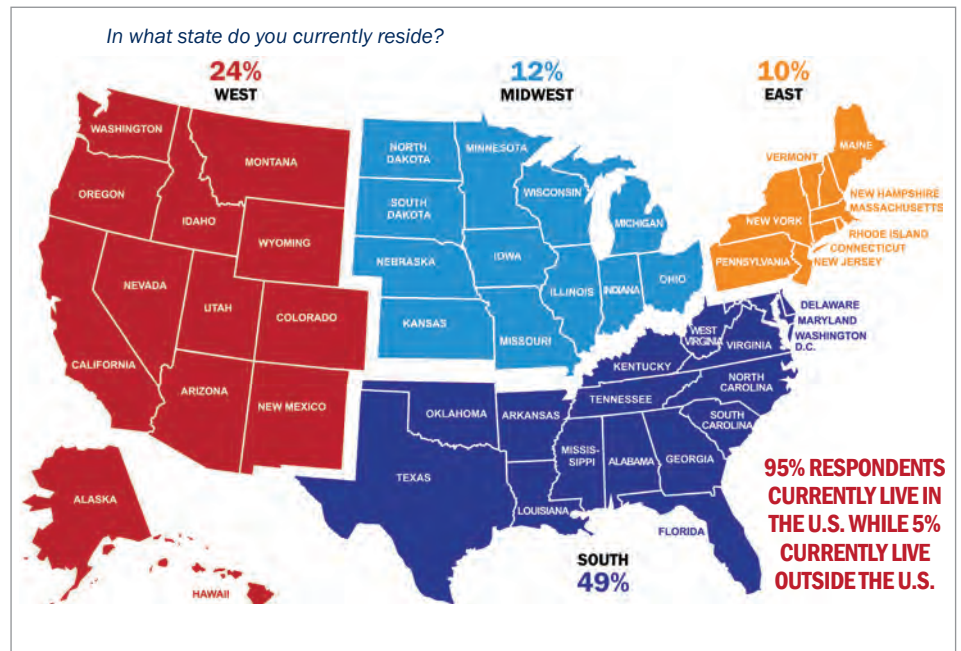 In what state do you currently reside?
24%
WEST
12%
MIDWEST
10%
EAST
WASHINGTON
MONTANA
OREGON
IDAHO
WYOMING
NEVADA
UTAH
COLORADO
CALIFORNIA
ARIZONA
NEW MEXICO
ALASKA
HAWAII
NORTH
DAKOTA
MINNESOTA
SOUTH
DAKOTA
WISCONSIN
MICHIGAN
NEBRASKA
IDWA
ILLINOIS
INDIANA
OHIO
KANSAS
MISSOURI
VERMONT
MAINE
NEW HAMPSHIRE
MASSACHUSETTS
NEW YORK
RHODE ISLAND
CONNECTICUT
PENNSYLVANIA
NEW JERSEY
DELAWARE
MARYLAND
WASHINGTON
D.C.
WEST
VIRGINIA
VIRGINIA
KENTUCKY
NORTH
CAROLINA
TENNESSEE
SOUTH
CAROLINA
OKLAHOMA
ARKANSAS
MISSIS-
SIPPI
ALABAMA
GEORGIA
TEXAS
LOUISIANA
FLORIDA
SOUTH
49%
95% RESPONDENTS
CURRENTLY LIVE IN
THE U.S. WHILE 5%
CURRENTLY LIVE
OUTSIDE THE U.S.